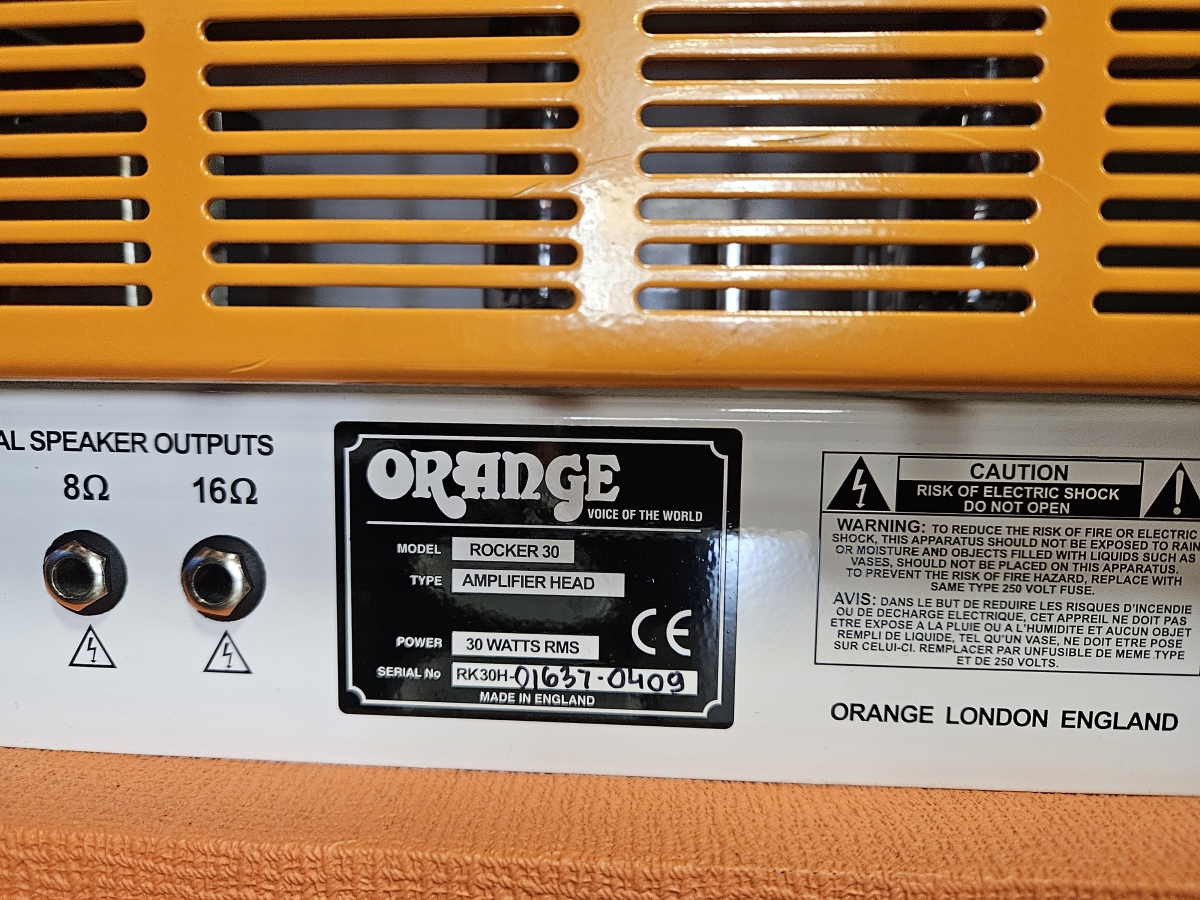 AL SPEAKER OUTPUTS
8Ω
16Ω
ORANGE
VOICE OF THE WORLD
MODEL ROCKER 30
TYPE AMPLIFIER HEAD
POWER 30 WATTS RMS
CE
SERIAL No RK30H-01637-0409
MADE IN ENGLAND
CAUTION
RISK OF ELECTRIC SHOCK
DO NOT OPEN
WARNING: TO REDUCE THE RISK OF FIRE OR ELECTRIC
SHOCK, THIS APPARATUS SHOULD NOT BE EXPOSED TO RAIN
OR MOISTURE AND OBJECTS FILLED WITH LIQUIDS SUCH AS
VASES, SHOULD NOT BE PLACED ON THIS APPARATUS.
TO PREVENT THE RISK OF FIRE HAZARD, REPLACE WITH
SAME TYPE 250 VOLT FUSE.
AVIS: DANS LE BUT DE REDUIRE LES RISQUES D'INCENDIE
OU DE DECHARGE ELECTRIQUE, CET APPREIL NE DOIT PAS
ETRE EXPOSE A LA PLUIE OU A L'HUMIDITE ET AUCUN OBJET
REMPLI DE LIQUIDE, TEL QU'UN VASE, NE DOIT ETRE POSE
SUR CELUI-CI. REMPLACER PAR UNFUSIBLE DE MEME TYPE
ET DE 250 VOLTS.
ORANGE LONDON ENGLAND